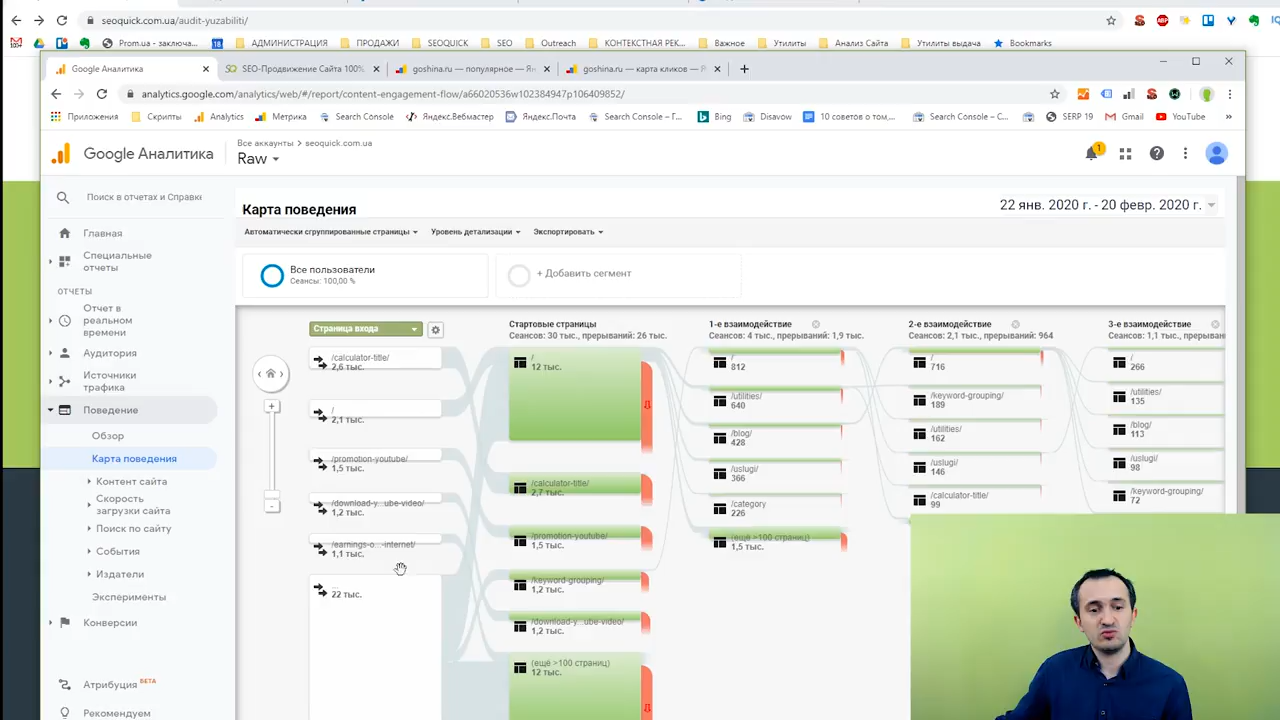 seoquick.com.ua/audit-yuzabiliti/
Prom.ua - заключа...
18
АДМИНИСТРАЦИЯ
ПРОДАЖИ
SEOQUICK
SEO
Outreach
КОНТЕКСТНАЯ РЕК...
Важное
Утилиты
Анализ Сайта
Утилиты выдача
Bookmarks
Google Аналитика
SEO-Продвижение Сайта 100%
goshina.ru — популярное — Ян
goshina.ru — карта кликов — Я
analytics.google.com/analytics/web/#/report/content-engagement-flow/a66020536w102384947p106409852/
Приложения
Скрипты
Analytics
Метрика
Search Console
Яндекс.Вебмастер
Яндекс.Почта
Search Console – Г...
Bing
Disavow
10 советов о том,...
Search Console – С...
SERP 19
Gmail
YouTube
»
Google Аналитика
Все аккаунты > seoquick.com.ua
Raw
1
Поиск в отчетах и Справке
Главная
Специальные
отчеты
ОТЧЕТЫ
Отчет в
реальном
времени
Аудитория
Источники
трафика
Поведение
Обзор
Карта поведения
Контент сайта
Скорость
загрузки сайта
Поиск по сайту
События
Издатели
Эксперименты
Конверсии
Атрибуция BETA
Рекомендуем
Карта поведения
22 янв. 2020 г. - 20 февр. 2020 г.
Автоматически сгруппированные страницы
Уровень детализации
Экспортировать
Все пользователи
Сеансы: 100,00 %
+ Добавить сегмент
Страница входа
/calculator-title/
2,6 тыс.
/
2,1 тыс.
/promotion-youtube/
1,5 тыс.
/download-y...ube-video/
1,2 тыс.
/earnings-o...-internet/
1,1 тыс.
22 тыс.
Стартовые страницы
Сеансов: 30 тыс., прерываний: 26 тыс.
/
12 тыс.
/calculator-title/
2,7 тыс.
/promotion-youtube/
1,5 тыс.
/keyword-grouping/
1,2 тыс.
/download-y...ube-video/
1,2 тыс.
(ещё >100 страниц)
12 тыс.
1-е взаимодействие
Сеансов: 4 тыс., прерываний: 1,9 тыс.
/
812
/utilities/
640
/blog/
428
/uslugi/
366
/category
226
(ещё >100 страниц)
1,5 тыс.
2-е взаимодействие
Сеансов: 2,1 тыс., прерываний: 964
/
716
/keyword-grouping/
189
/utilities/
162
/uslugi/
146
/calculator-title/
99
3-е взаимодействие
Сеансов: 1,1 тыс., прерыван
/
266
/utilities/
135
/blog/
113
/uslugi/
98
/keyword-grouping/
72